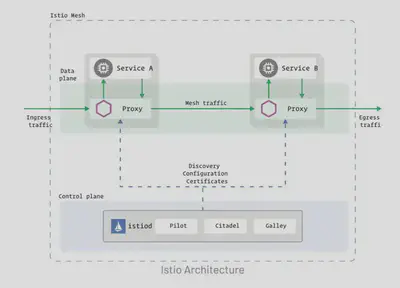 Istio Mesh
Data
plane
Service A
Service B
Proxy
Mesh traffic
Proxy
Ingress
traffic
Egress
traffi
Discovery
Configuration
Certificates
Control plane
istiod
Pilot
Citadel
Galley
Istio Architecture